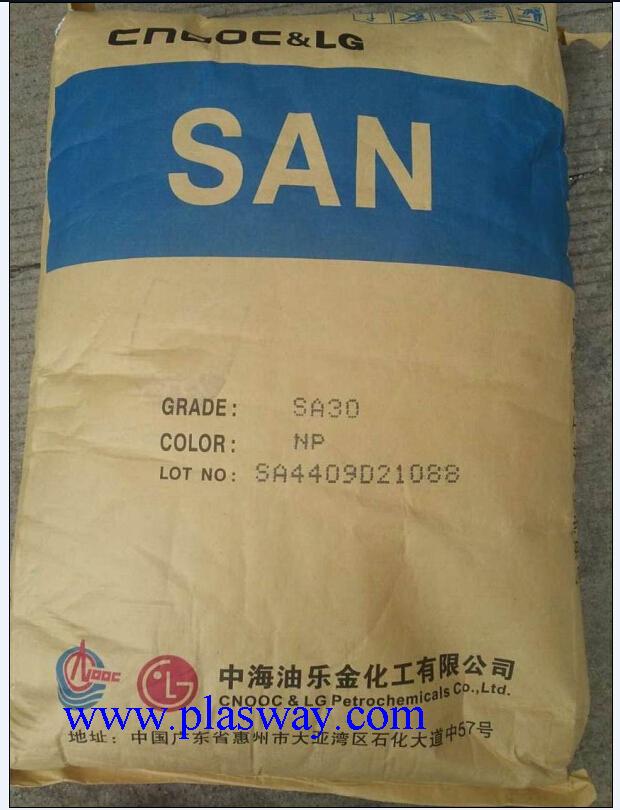 CNOOC&LG
SAN
GRADE: SA30
COLOR: NP
LOT NO: SA4409D21088
CNOOC LG 中海油乐金化工有限公司
CNOOC & LG Petrochemicals Co., Ltd.
www.plasway.com
地址: 中国广东省惠州市大亚湾区石化大道中57号